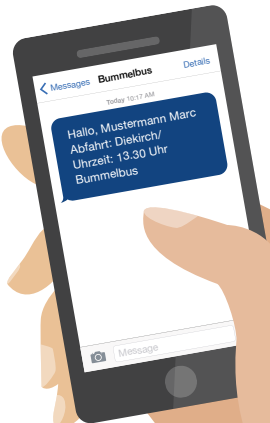 Messages Bummelbus Details
Today 10:17 AM
Hallo, Mustermann Marc
Abfahrt: Diekirch/
Uhrzeit: 13.30 Uhr
Bummelbus
Message